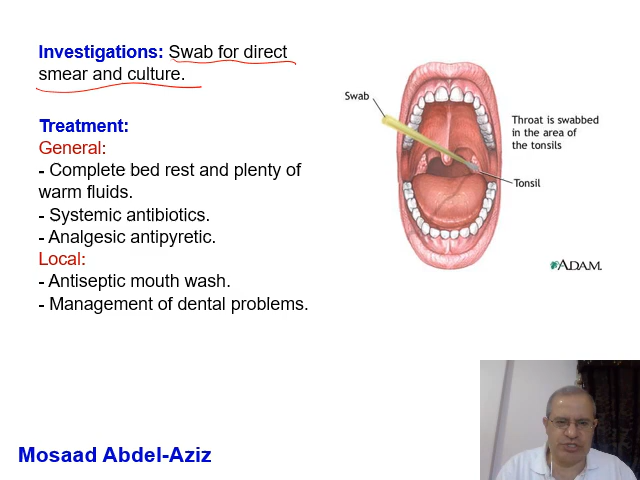 Investigations: Swab for direct
smear and culture.
Treatment:
General:
- Complete bed rest and plenty of
warm fluids.
- Systemic antibiotics.
- Analgesic antipyretic.
Local:
- Antiseptic mouth wash.
- Management of dental problems.
Swab
Throat is swabbed
in the area of
the tonsils
Tonsil
ADAM.
Mosaad Abdel-Aziz